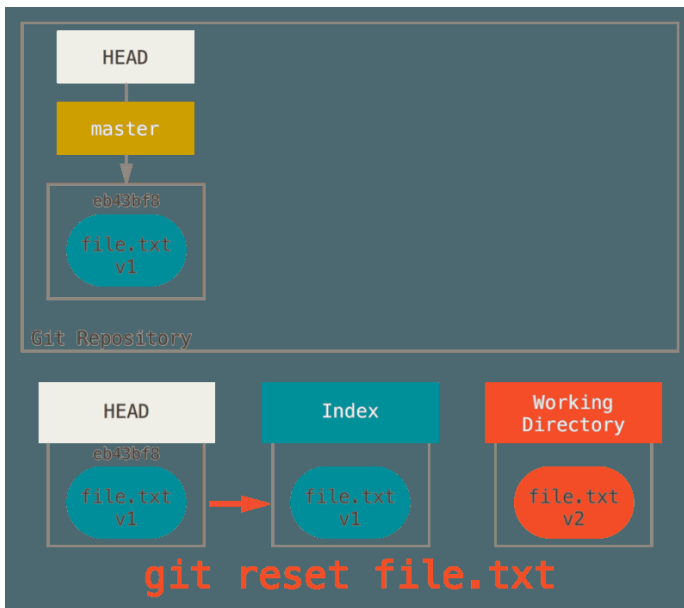 HEAD
master
eb43bf8
file.txt
v1
Git Repository
HEAD
Index
Working
Directory
eb43bf8
file.txt
v1
file.txt
v1
file.txt
v2
git reset file.txt